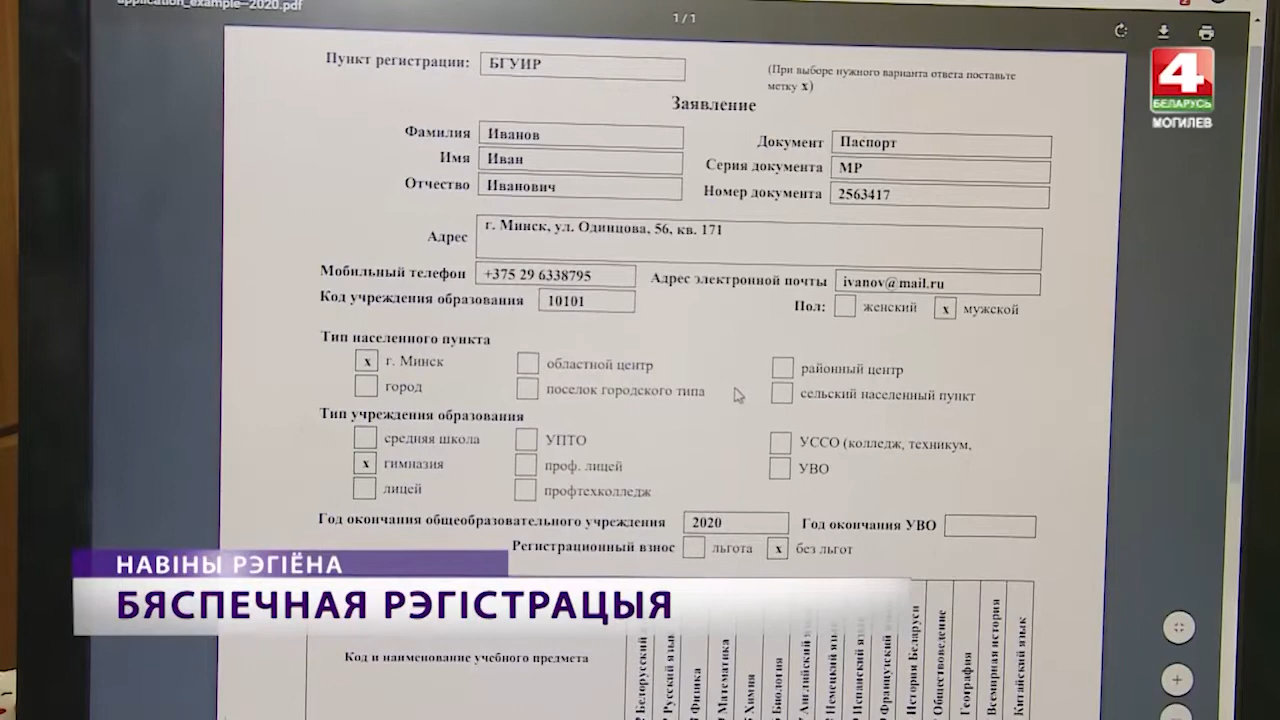 application_example--2020.pdf
1 / 1
4
БЕЛАРУСЬ
МОГИЛЕВ
Пункт регистрации: БГУИР
(При выборе нужного варианта ответа поставьте
метку x)
Заявление
Фамилия Иванов
Документ Паспорт
Имя Иван
Серия документа МР
Отчество Иванович
Номер документа 2563417
Адрес г. Минск, ул. Одинцова, 56, кв. 171
Мобильный телефон +375 29 6338795 Адрес электронной почты ivanov@mail.ru
Код учреждения образования 10101 Пол: женский x мужской
Тип населенного пункта
x г. Минск областной центр районный центр
город поселок городского типа сельский населенный пункт
Тип учреждения образования
средняя школа УПТО УССО (колледж, техникум,
x гимназия проф. лицей УВО
лицей профтехколледж
Год окончания общеобразовательного учреждения 2020 Год окончания УВО
Регистрационный взнос льгота x без льгот
НАВІНЫ РЭГІЁНА
БЯСПЕЧНАЯ РЭГІСТРАЦЫЯ
Код и наименование учебного предмета
Белорусский
Русский
Физика
Математика
Химия
Биология
Английский
Немецкий
Испанский
Французский
История Беларуси
Обществоведение
География
Всемирная история
Китайский язык